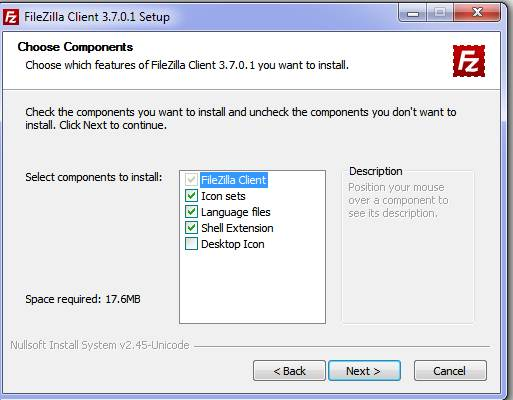 FileZilla Client 3.7.0.1 Setup
Choose Components
Choose which features of FileZilla Client 3.7.0.1 you want to install.
Fz
Check the components you want to install and uncheck the components you don't want to
install. Click Next to continue.
Select components to install:
FileZilla Client
Icon sets
Language files
Shell Extension
Desktop Icon
Description
Position your mouse
over a component to
see its description.
Space required: 17.6MB
Nullsoft Install System v2.45-Unicode
< Back
Next >
Cancel